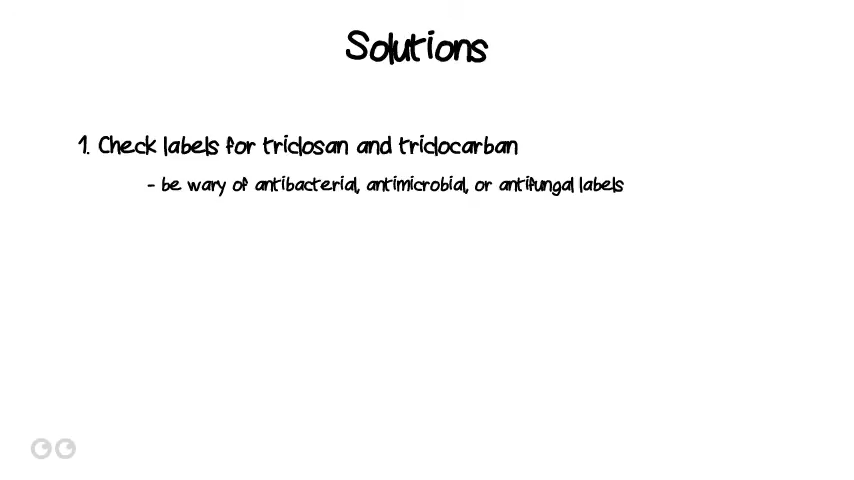 Solutions
1. Check labels for triclosan and triclocarban
- be wary of antibacterial, antimicrobial, or antifungal labels